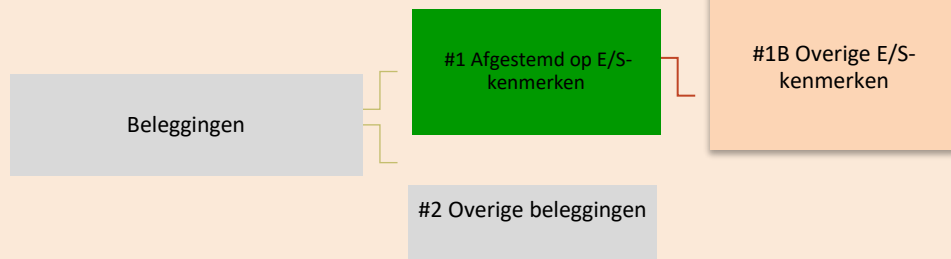 Beleggingen
#1 Afgestemd op E/S-
kenmerken
#2 Overige beleggingen
#1B Overige E/S-
kenmerken